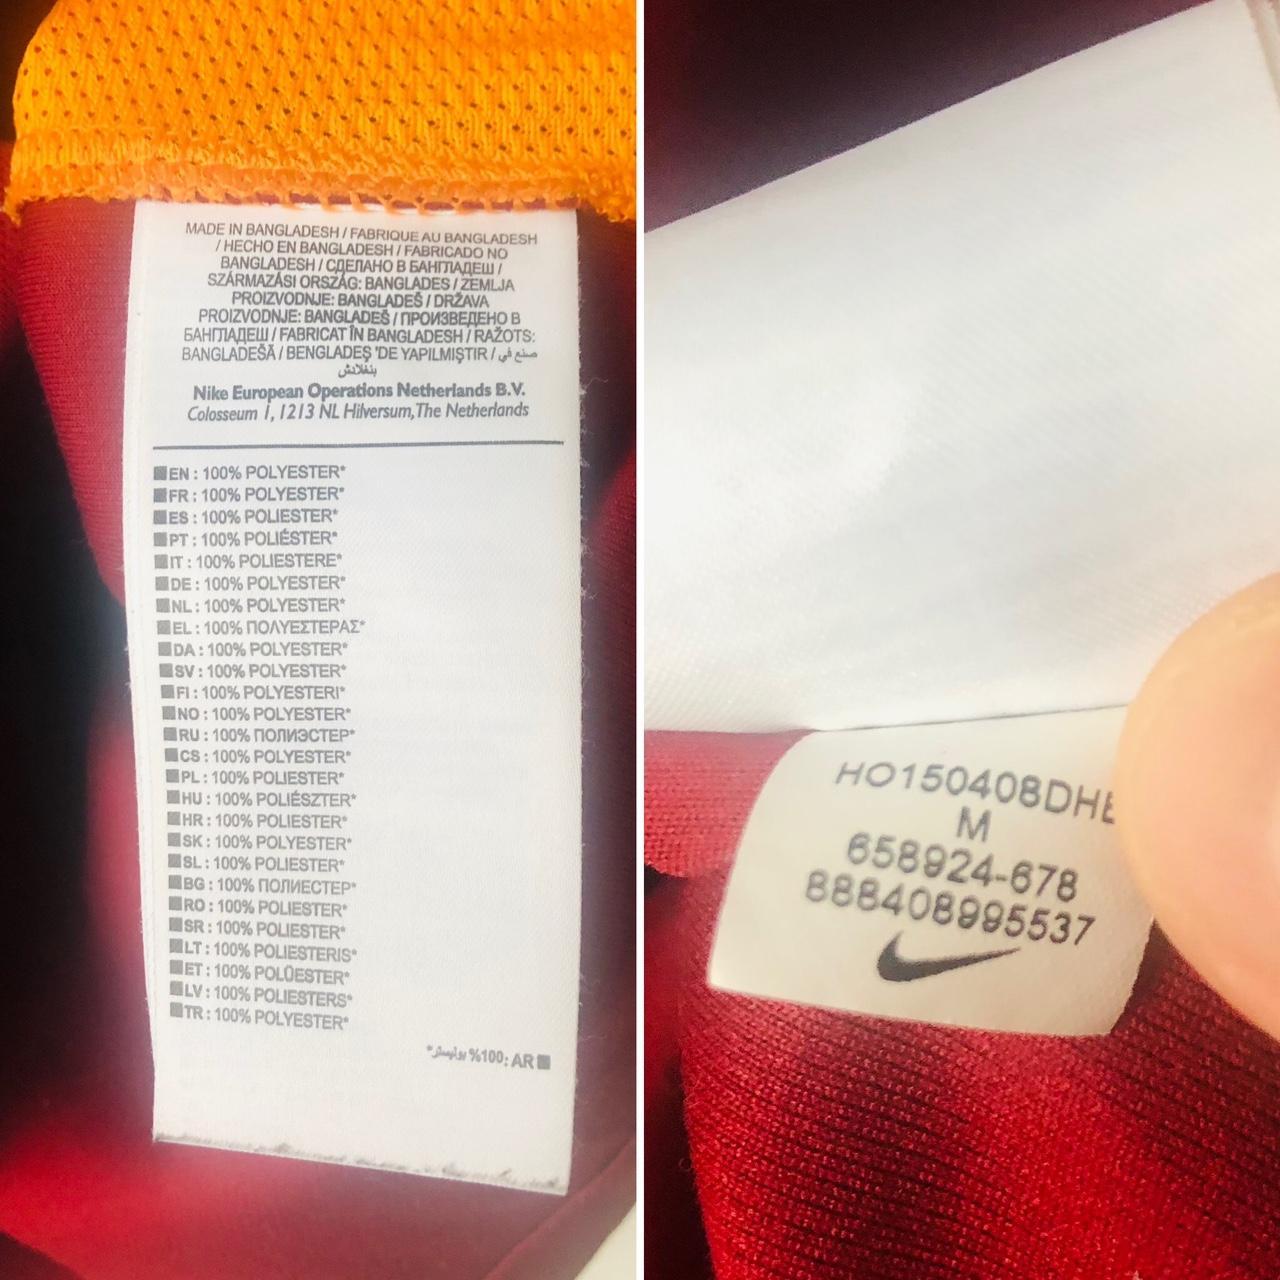 MADE IN BANGLADESH / FABRIQUE AU BANGLADESH
/ HECHO EN BANGLADESH / FABRICADO NO
BANGLADESH / СДЕЛАНО В БАНГЛАДЕШ /
SZÁRMAZÁSI ORSZÁG: BANGLADES / ZEMLJA
PROIZVODNJE: BANGLADEŠ / DRŽAVA
PROIZVODNJE: BANGLADEŠ / ПРОИЗВЕДЕНО В
БАНГЛАДЕШ / FABRICAT ÎN BANGLADESH / RAŽOTS:
BANGLADEŠĀ / BENGLADEŞ 'DE YAPILMIŞTIR / صنع في
بنغلادش
Nike European Operations Netherlands B.V.
Colosseum 1, 1213 NL Hilversum,The Netherlands
EN : 100% POLYESTER*
FR : 100% POLYESTER*
ES : 100% POLIESTER*
PT : 100% POLIÉSTER*
IT : 100% POLIESTERE*
DE : 100% POLYESTER*
NL : 100% POLYESTER*
EL : 100% ΠΟΛΥΕΣΤΕΡΑΣ*
DA : 100% POLYESTER*
SV : 100% POLYESTER*
FI : 100% POLYESTERI*
NO : 100% POLYESTER*
RU : 100% ПОЛИЭСТЕР*
CS : 100% POLYESTER*
PL : 100% POLIESTER*
HU : 100% POLIÉSZTER*
HR : 100% POLIESTER*
SK : 100% POLYESTER*
SL : 100% POLIESTER*
BG : 100% ПОЛИЕСТЕР*
RO : 100% POLIESTER*
SR : 100% POLIESTER*
LT : 100% POLIESTERIS*
ET : 100% POLÜESTER*
LV : 100% POLIESTERS*
TR : 100% POLYESTER*
AR :100% بوليستر*
HO150408DHE
M
658924-678
888408995537